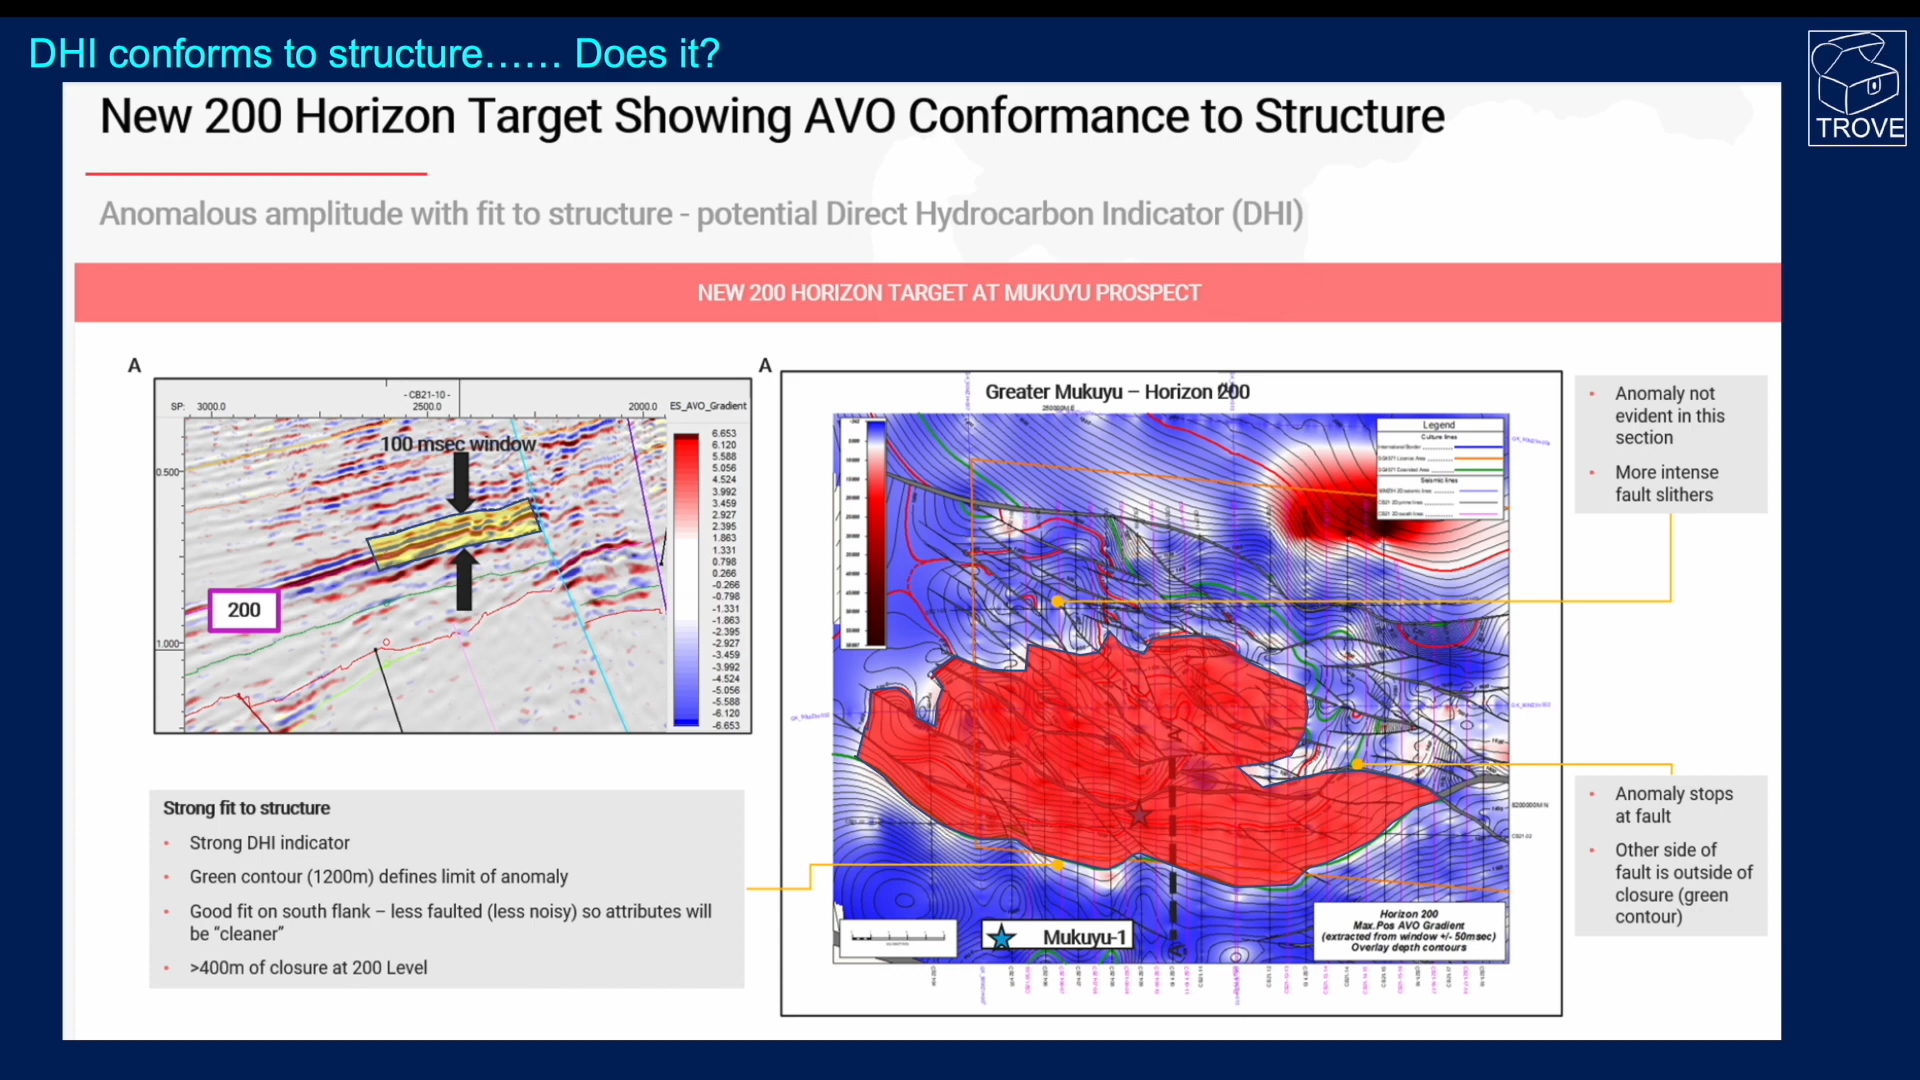 DHI conforms to structure…… Does it?
TROVE
New 200 Horizon Target Showing AVO Conformance to Structure
Anomalous amplitude with fit to structure - potential Direct Hydrocarbon Indicator (DHI)
NEW 200 HORIZON TARGET AT MUKUYU PROSPECT
A
- CB21-10 -
SP: 3000.0 2500.0 2000.0 ES_AVO_Gradient
100 msec window
0.500
1.000
200
6.653
6.120
5.588
5.056
4.524
3.992
3.459
2.927
2.395
1.863
1.331
0.798
0.266
-0.266
-0.798
-1.331
-1.863
-2.395
-2.927
-3.459
-3.992
-4.524
-5.056
-5.588
-6.120
-6.653
Strong fit to structure
• Strong DHI indicator
• Green contour (1200m) defines limit of anomaly
• Good fit on south flank – less faulted (less noisy) so attributes will
be “cleaner”
• >400m of closure at 200 Level
A
Greater Mukuyu – Horizon 200
Legend
Culture lines
Seismic lines
Mukuyu-1
Horizon 200
Max.Pos AVO Gradient
(extracted from window +/- 50msec)
Overlay depth contours
• Anomaly not
evident in this
section
• More intense
fault slithers
• Anomaly stops
at fault
• Other side of
fault is outside of
closure (green
contour)